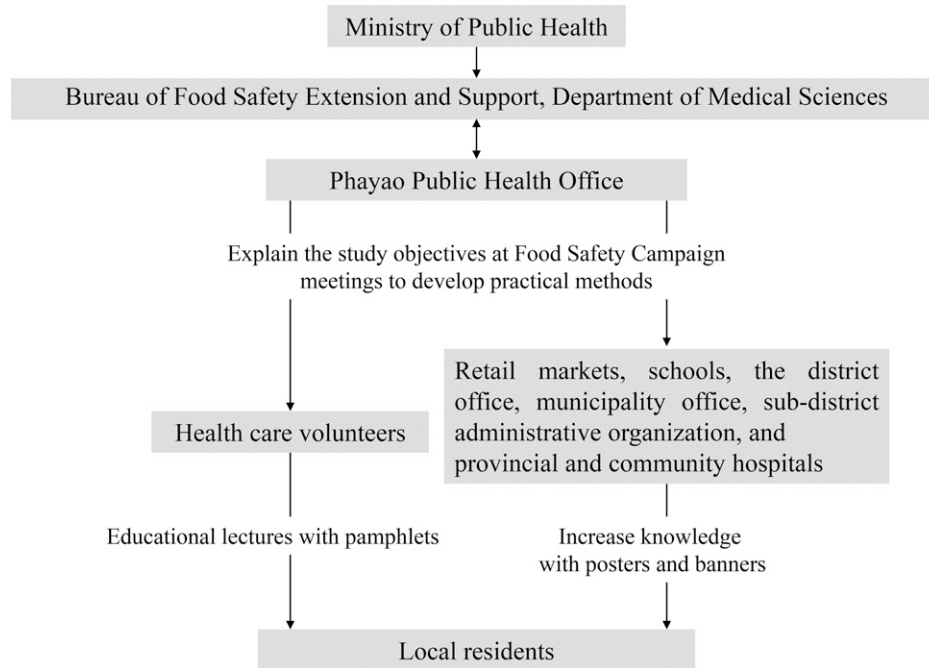 Ministry of Public Health
Bureau of Food Safety Extension and Support, Department of Medical Sciences
Phayao Public Health Office
Explain the study objectives at Food Safety Campaign
meetings to develop practical methods
Retail markets, schools, the district
office, municipality office, sub-district
administrative organization, and
provincial and community hospitals
Health care volunteers
Educational lectures with pamphlets
Increase knowledge
with posters and banners
Local residents